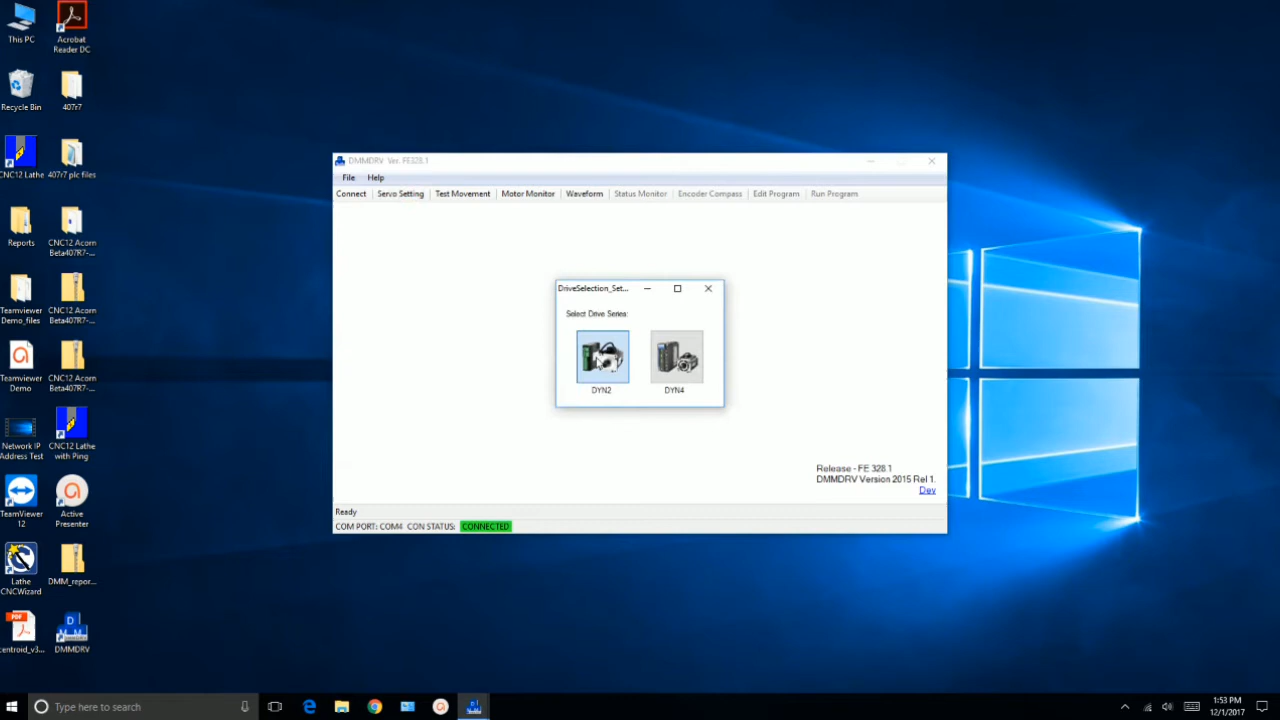 This PC
Acrobat
Reader DC
Recycle Bin
407r7
CNC12 Lathe
407r7 plc files
Reports
CNC12 Acorn
Beta407R7-...
Teamviewer
Demo_files
CNC12 Acorn
Beta407R7-...
Teamviewer
Demo
CNC12 Acorn
Beta407R7-...
Network IP
Address Test
CNC12 Lathe
with Ping
TeamViewer
12
Active
Presenter
Lathe
CNCWizard
DMM_repor...
PDF
centroid_v3...
D
M M
DMMDRV
DMMDRV Ver. FE328.1
File Help
Connect Servo Setting Test Movement Motor Monitor Waveform Status Monitor Encoder Compass Edit Program Run Program
DriveSelection_Set...
Select Drive Series:
DYN2 DYN4
Release - FE 328.1
DMMDRV Version 2015 Rel 1.
Dev
Ready
COM PORT: COM4 CON STATUS: CONNECTED
Type here to search
1:53 PM
12/1/2017